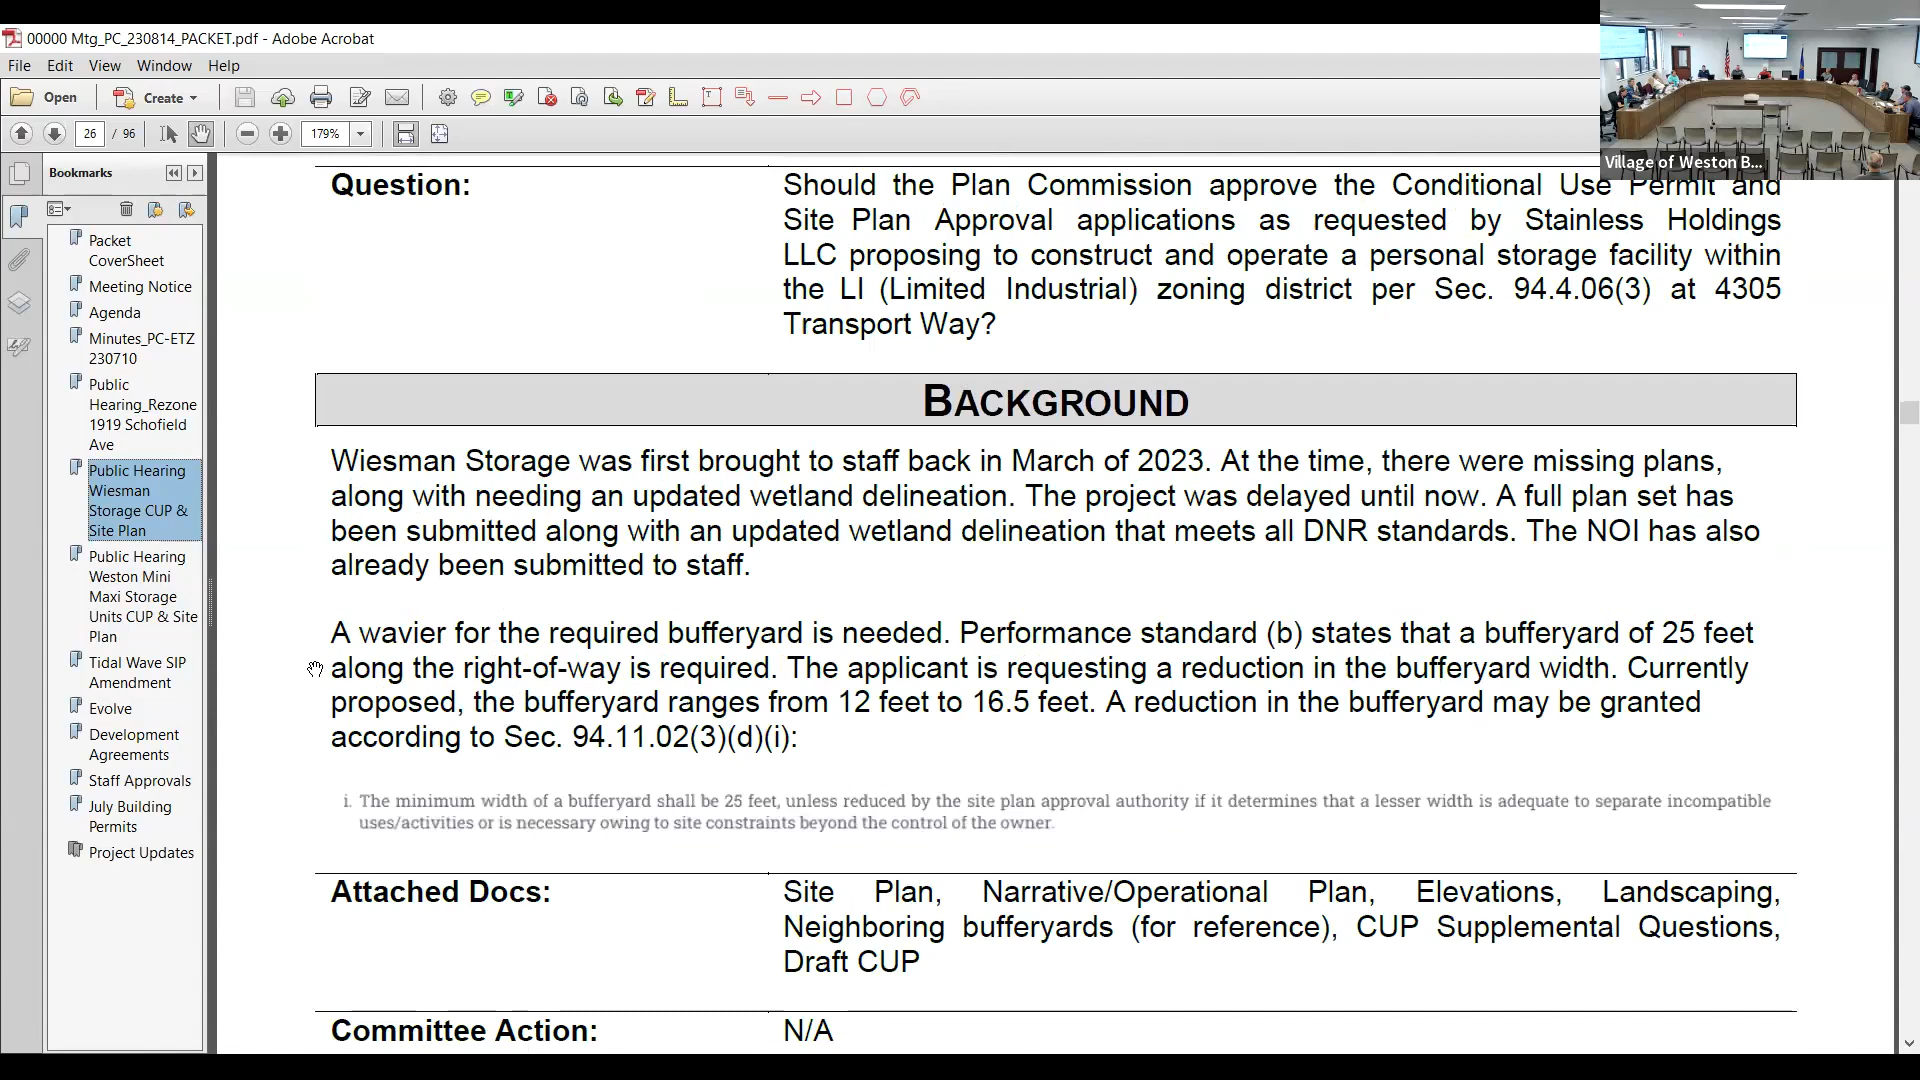 00000 Mtg_PC_230814_PACKET.pdf - Adobe Acrobat
File Edit View Window Help
Open Create
26 / 96 179%
Village of Weston B...
Bookmarks
Packet
CoverSheet
Meeting Notice
Agenda
Minutes_PC-ETZ
230710
Public
Hearing_Rezone
1919 Schofield
Ave
Public Hearing
Wiesman
Storage CUP &
Site Plan
Public Hearing
Weston Mini
Maxi Storage
Units CUP & Site
Plan
Tidal Wave SIP
Amendment
Evolve
Development
Agreements
Staff Approvals
July Building
Permits
Project Updates
Question:
Should the Plan Commission approve the Conditional Use Permit and
Site Plan Approval applications as requested by Stainless Holdings
LLC proposing to construct and operate a personal storage facility within
the LI (Limited Industrial) zoning district per Sec. 94.4.06(3) at 4305
Transport Way?
BACKGROUND
Wiesman Storage was first brought to staff back in March of 2023. At the time, there were missing plans,
along with needing an updated wetland delineation. The project was delayed until now. A full plan set has
been submitted along with an updated wetland delineation that meets all DNR standards. The NOI has also
already been submitted to staff.
A wavier for the required bufferyard is needed. Performance standard (b) states that a bufferyard of 25 feet
along the right-of-way is required. The applicant is requesting a reduction in the bufferyard width. Currently
proposed, the bufferyard ranges from 12 feet to 16.5 feet. A reduction in the bufferyard may be granted
according to Sec. 94.11.02(3)(d)(i):
i. The minimum width of a bufferyard shall be 25 feet, unless reduced by the site plan approval authority if it determines that a lesser width is adequate to separate incompatible
uses/activities or is necessary owing to site constraints beyond the control of the owner.
Attached Docs:
Site Plan, Narrative/Operational Plan, Elevations, Landscaping,
Neighboring bufferyards (for reference), CUP Supplemental Questions,
Draft CUP
Committee Action:
N/A